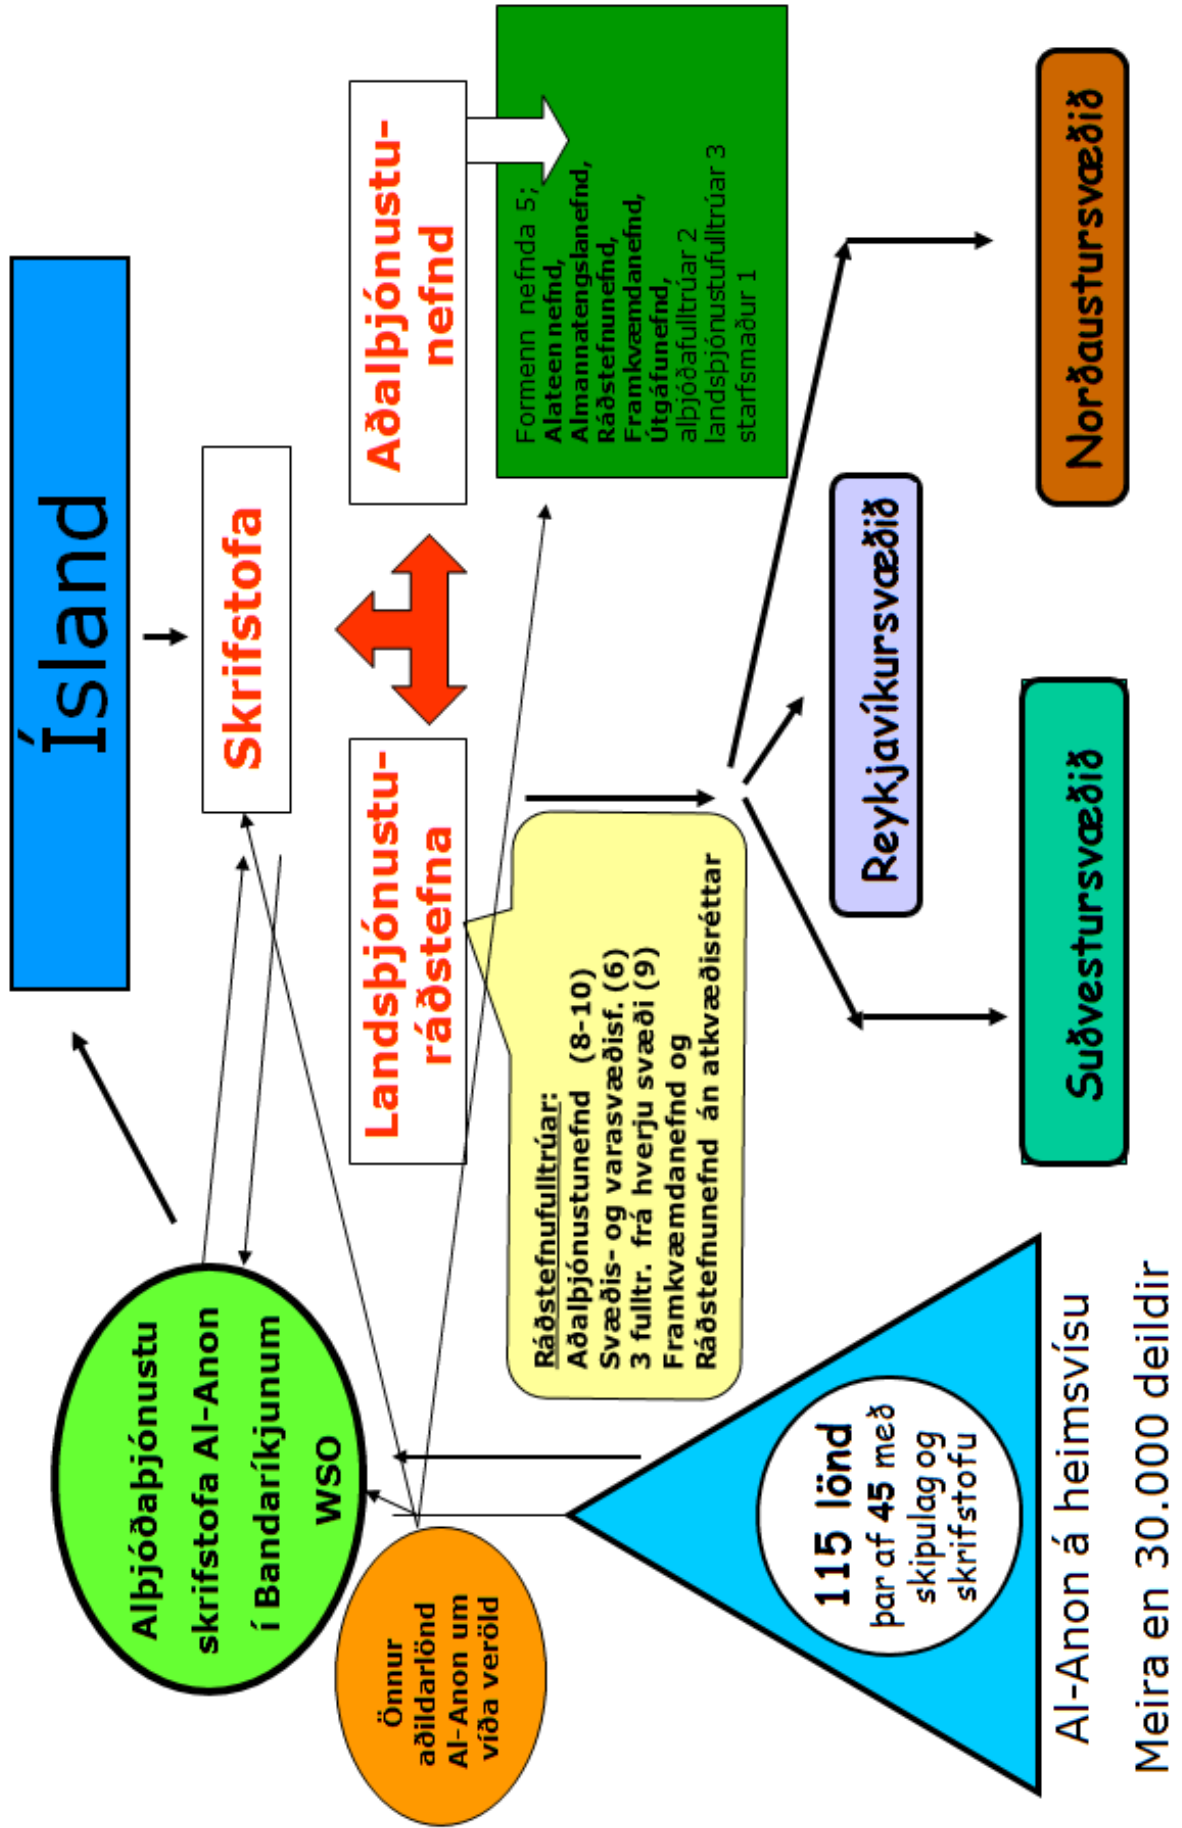 Ísland
Alþjóðaþjónustu
skrifstofa Al-Anon
í Bandaríkjunum
WSO
Skrifstofa
Önnur
aðildarlönd
Al-Anon um
víða veröld
Landsþjónustu-
ráðstefna
Aðalþjónustu-
nefnd
Ráðstefnufulltrúar:
Aðalþjónustunefnd (8-10)
Svæðis- og varasvæðisf. (6)
3 fulltr. frá hverju svæði (9)
Framkvæmdanefnd og
Ráðstefnunefnd án atkvæðisréttar
Formenn nefnda 5;
Alateen nefnd,
Almannatengslanefnd,
Ráðstefnunefnd,
Framkvæmdanefnd,
Útgáfunefnd,
alþjóðafulltrúar 2
landsþjónustufulltrúar 3
starfsmaður 1
115 lönd
þar af 45 með
skipulag og
skrifstofu
Al-Anon á heimsvísu
Meira en 30.000 deildir
Reykjavíkursvæðið
Suðvestursvæðið
Norðaustursvæðið